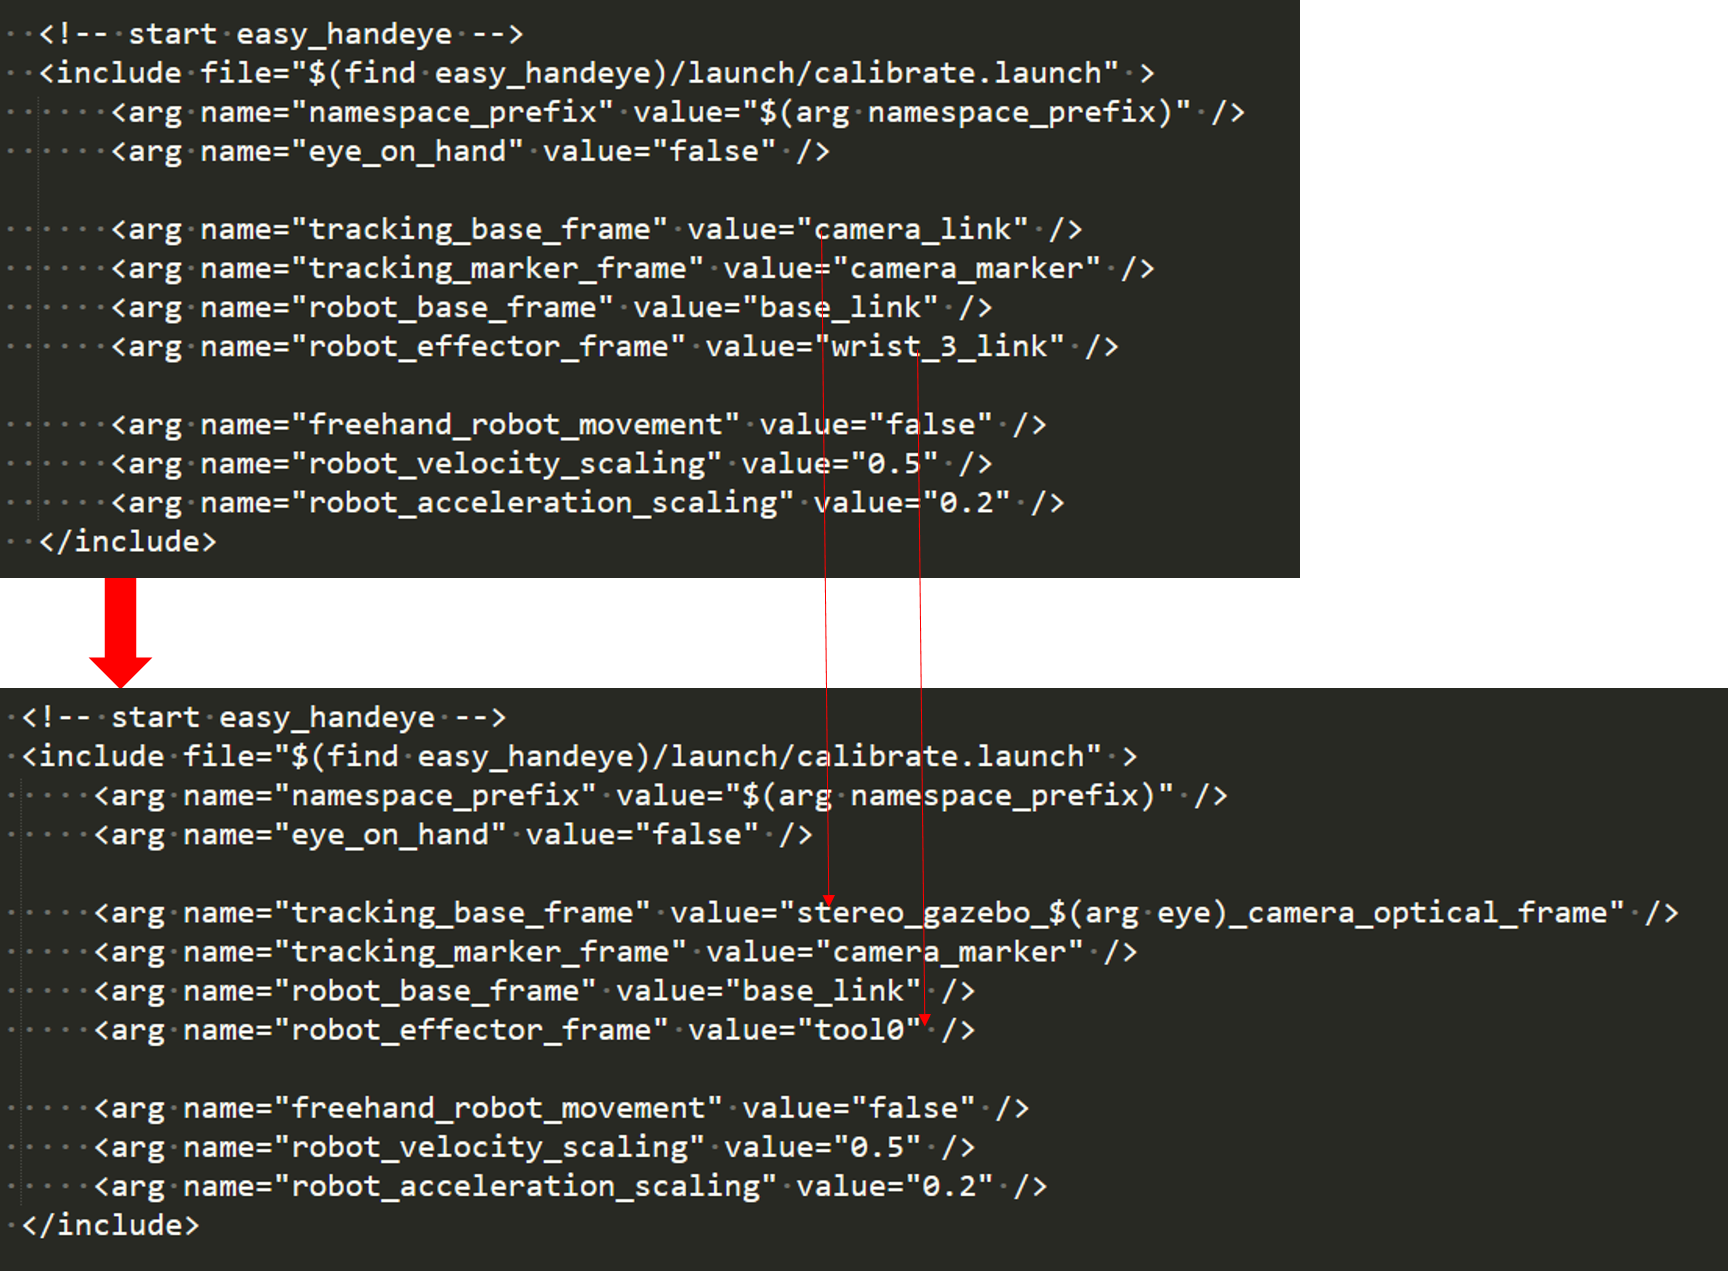 <!-- start easy_handeye -->
<include file="$(find easy_handeye)/launch/calibrate.launch" >
<arg name="namespace_prefix" value="$(arg namespace_prefix)" />
<arg name="eye_on_hand" value="false" />
<arg name="tracking_base_frame" value="camera_link" />
<arg name="tracking_marker_frame" value="camera_marker" />
<arg name="robot_base_frame" value="base_link" />
<arg name="robot_effector_frame" value="wrist_3_link" />
<arg name="freehand_robot_movement" value="false" />
<arg name="robot_velocity_scaling" value="0.5" />
<arg name="robot_acceleration_scaling" value="0.2" />
</include>
<!-- start easy_handeye -->
<include file="$(find easy_handeye)/launch/calibrate.launch" >
<arg name="namespace_prefix" value="$(arg namespace_prefix)" />
<arg name="eye_on_hand" value="false" />
<arg name="tracking_base_frame" value="stereo_gazebo_$(arg eye)_camera_optical_frame" />
<arg name="tracking_marker_frame" value="camera_marker" />
<arg name="robot_base_frame" value="base_link" />
<arg name="robot_effector_frame" value="tool0" />
<arg name="freehand_robot_movement" value="false" />
<arg name="robot_velocity_scaling" value="0.5" />
<arg name="robot_acceleration_scaling" value="0.2" />
</include>